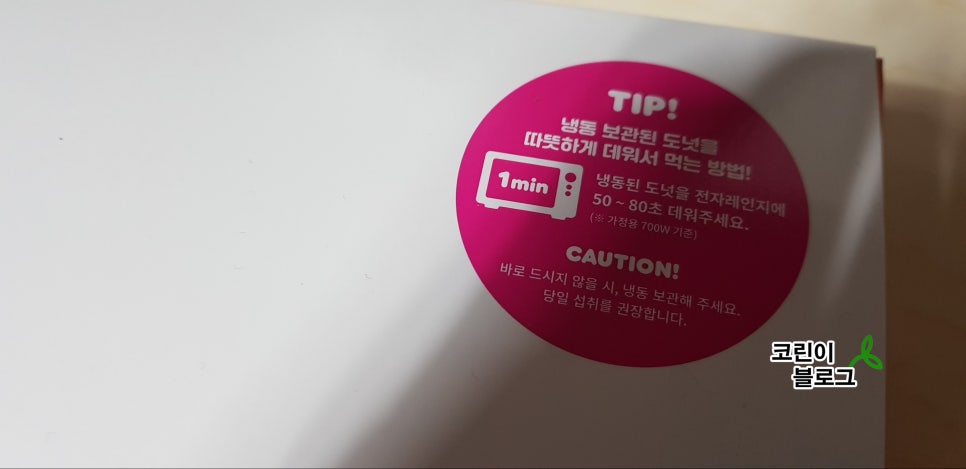 TIP!
냉동 보관된 도넛을
따뜻하게 데워서 먹는 방법!
1min
냉동된 도넛을 전자레인지에
50 ~ 80초 데워주세요.
(※ 가정용 700W 기준)
CAUTION!
바로 드시지 않을 시, 냉동 보관해 주세요.
당일 섭취를 권장합니다.
코린이
블로그